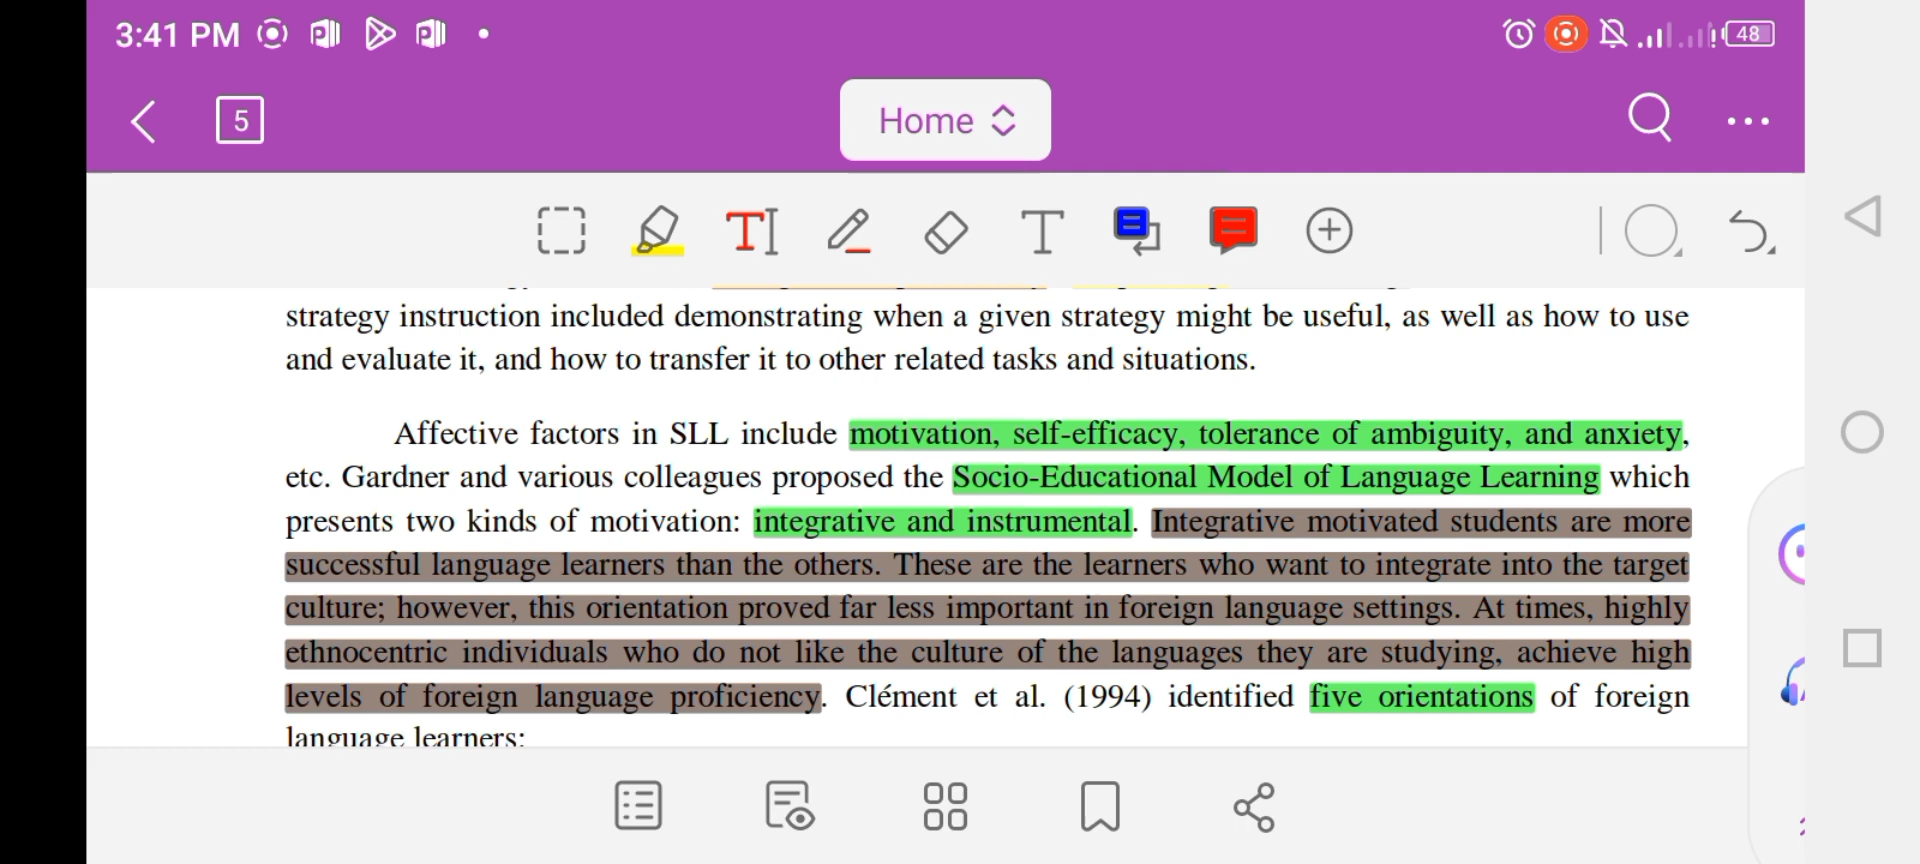 3:41 PM
48
5
Home
strategy instruction included demonstrating when a given strategy might be useful, as well as how to use
and evaluate it, and how to transfer it to other related tasks and situations.
Affective factors in SLL include motivation, self-efficacy, tolerance of ambiguity, and anxiety,
etc. Gardner and various colleagues proposed the Socio-Educational Model of Language Learning which
presents two kinds of motivation: integrative and instrumental. Integrative motivated students are more
successful language learners than the others. These are the learners who want to integrate into the target
culture; however, this orientation proved far less important in foreign language settings. At times, highly
ethnocentric individuals who do not like the culture of the languages they are studying, achieve high
levels of foreign language proficiency. Clément et al. (1994) identified five orientations of foreign
language learners: